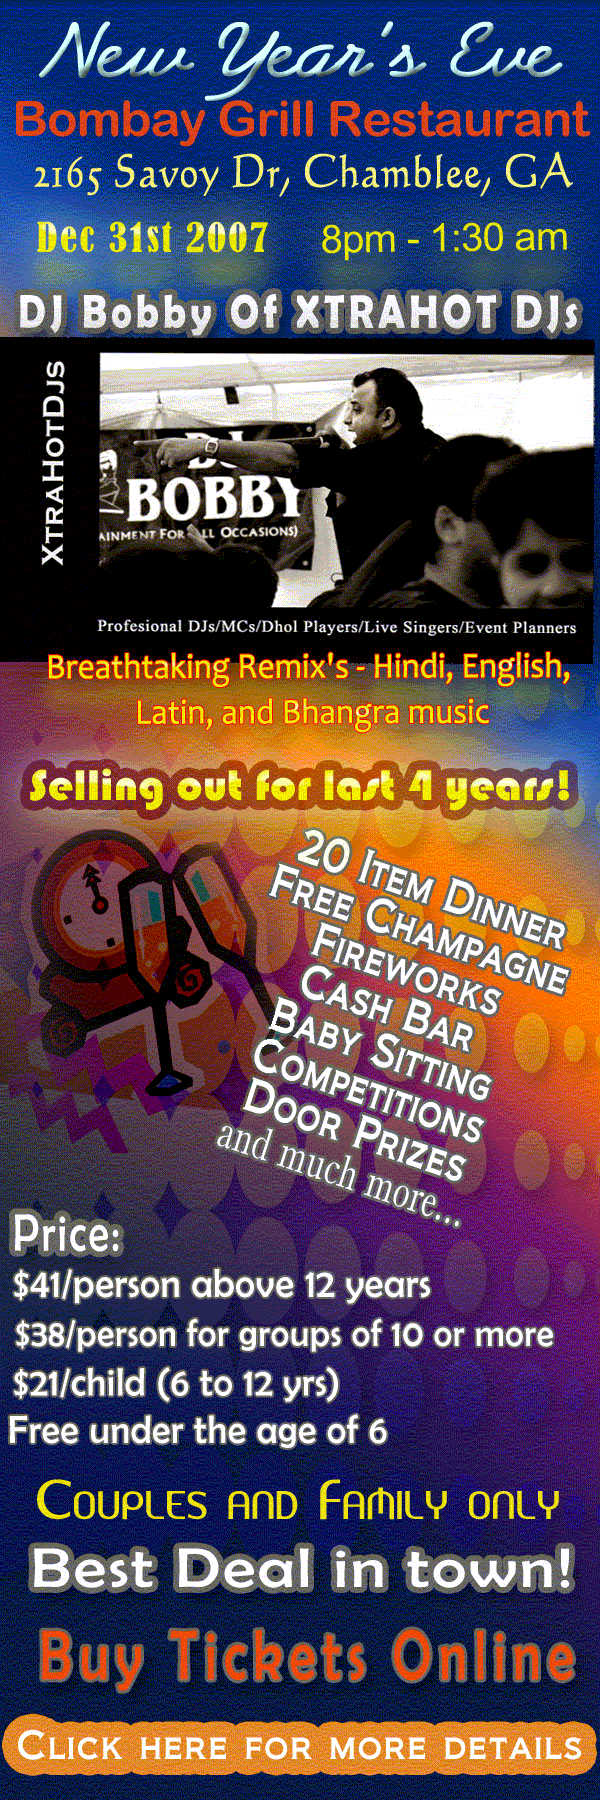 New Year's Eve
Bombay Grill Restaurant
2165 Savoy Dr, Chamblee, GA
Dec 31st 2007 8pm - 1:30 am
DJ Bobby Of XTRAHOT DJs
XTRAHOTDJS
DJ
BOBBY
AINMENT FOR ALL OCCASIONS)
Profesional DJs/MCs/Dhol Players/Live Singers/Event Planners
Breathtaking Remix's - Hindi, English,
Latin, and Bhangra music
Selling out for last 4 years!
20 ITEM DINNER
FREE CHAMPAGNE
FIREWORKS
CASH BAR
BABY SITTING
COMPETITIONS
DOOR PRIZES
and much more...
Price:
$41/person above 12 years
$38/person for groups of 10 or more
$21/child (6 to 12 yrs)
Free under the age of 6
COUPLES AND FAMILY ONLY
Best Deal in town!
Buy Tickets Online
CLICK HERE FOR MORE DETAILS